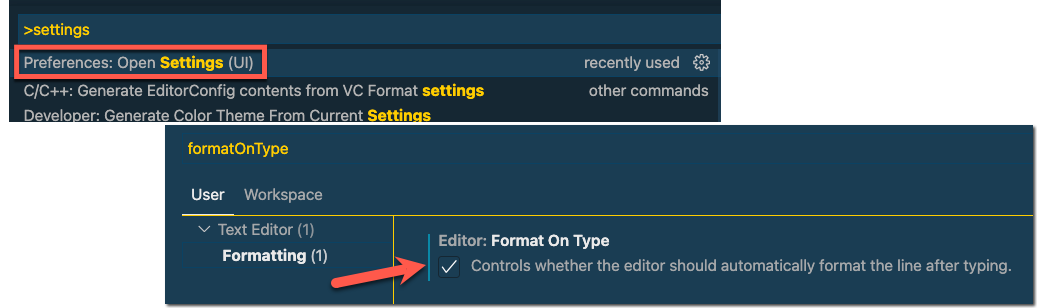 >settings
Preferences: Open Settings (UI) recently used
C/C++: Generate EditorConfig contents from VC Format settings other commands
Developer: Generate Color Theme From Current Settings
formatOnType
User Workspace
Text Editor (1)
Formatting (1)
Editor: Format On Type
Controls whether the editor should automatically format the line after typing.